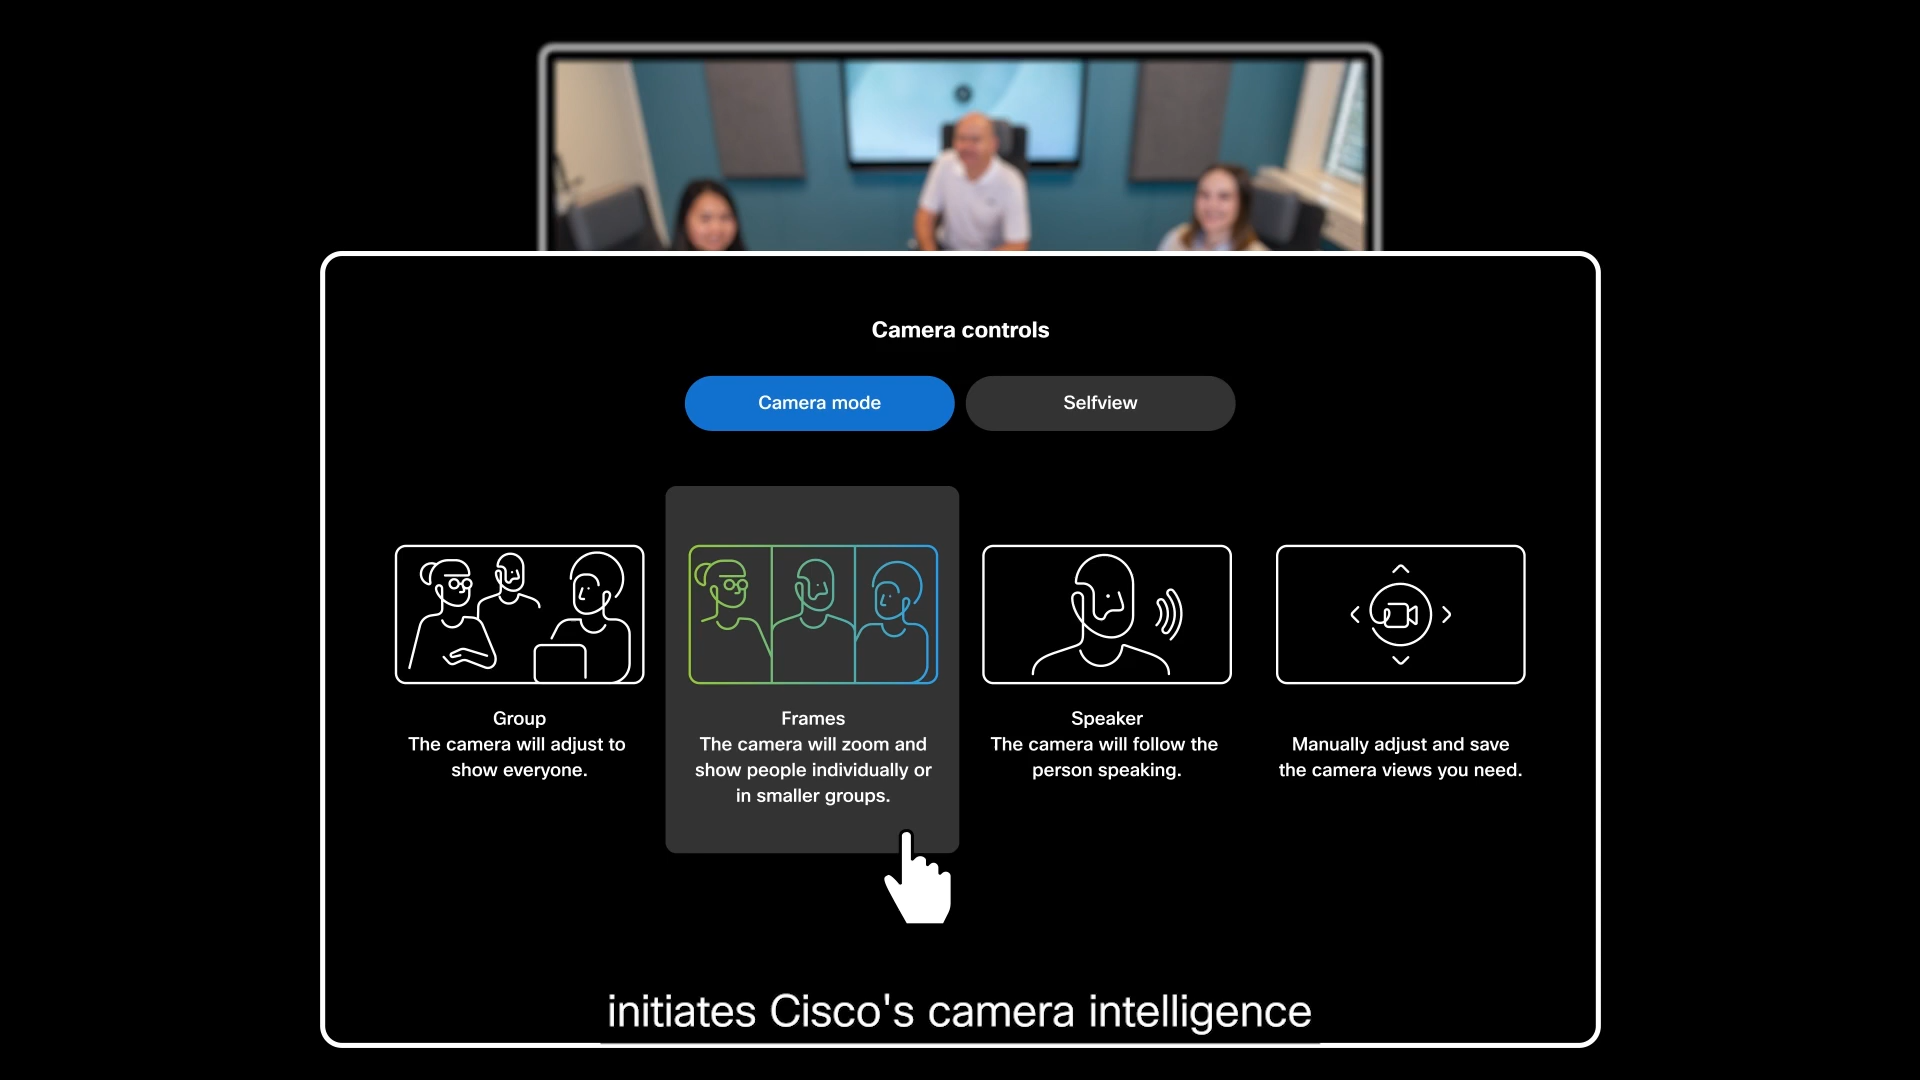 Camera controls
Camera mode
Selfview
Group
The camera will adjust to
show everyone.
Frames
The camera will zoom and
show people individually or
in smaller groups.
Speaker
The camera will follow the
person speaking.
Manually adjust and save
the camera views you need.
initiates Cisco's camera intelligence